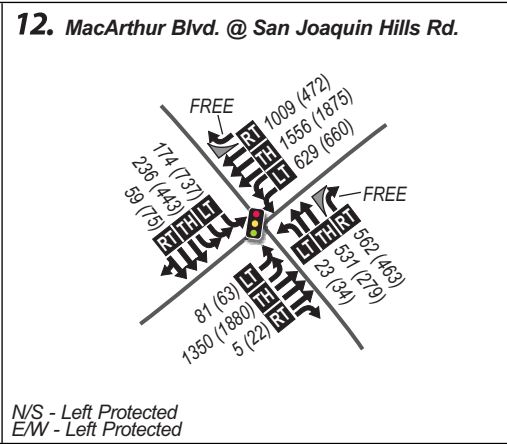 12. MacArthur Blvd. @ San Joaquin Hills Rd.
FREE
RT 1009 (472)
TH 1556 (1875)
LT 629 (660)
174 (737) LT
236 (443) TH
59 (75) RT
FREE
RT 562 (463)
TH 531 (279)
LT 23 (34)
81 (63) LT
1350 (1880) TH
5 (22) RT
N/S - Left Protected
E/W - Left Protected